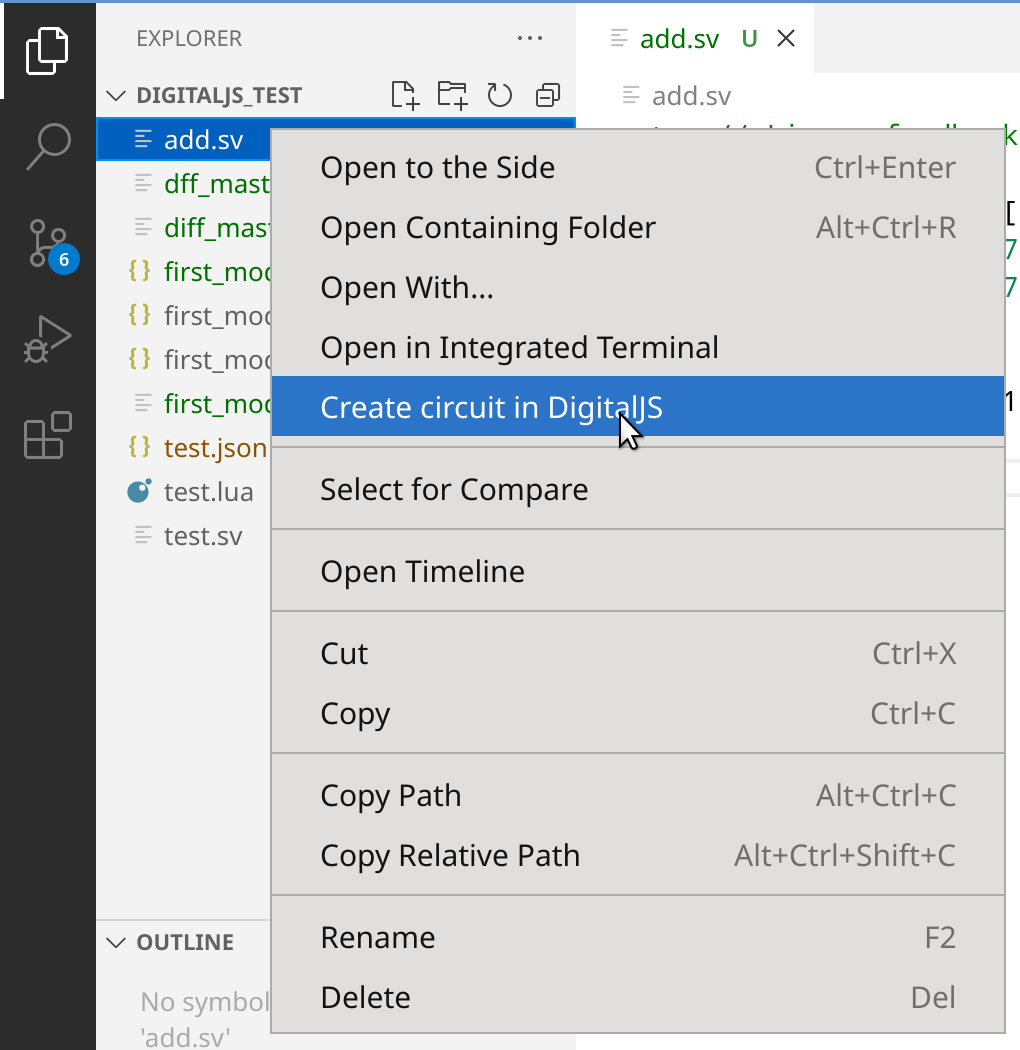 EXPLORER
add.sv U
DIGITALJS_TEST
add.sv
add.sv
dff_mast
diff_mast
first_mod
first_mod
first_mod
first_mod
test.json
test.lua
test.sv
6
Open to the Side Ctrl+Enter
Open Containing Folder Alt+Ctrl+R
Open With...
Open in Integrated Terminal
Create circuit in DigitalJS
Select for Compare
Open Timeline
Cut Ctrl+X
Copy Ctrl+C
Copy Path Alt+Ctrl+C
Copy Relative Path Alt+Ctrl+Shift+C
Rename F2
Delete Del
k
[
7
7
1
OUTLINE
No symbol
'add.sv'